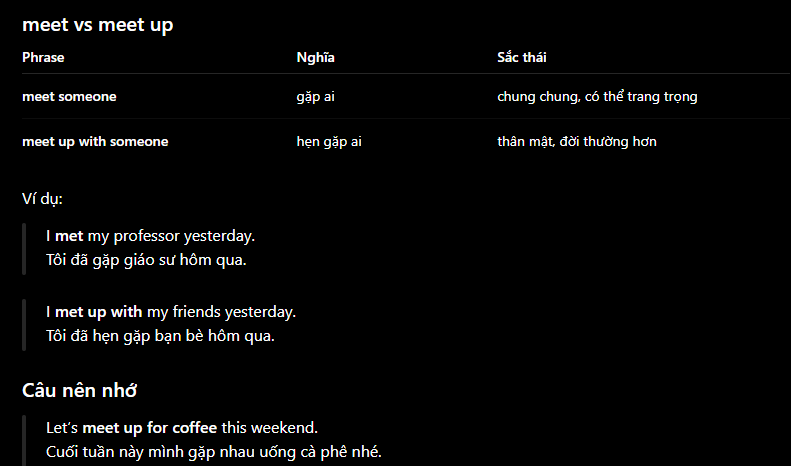 meet vs meet up
Phrase Nghĩa Sắc thái
meet someone gặp ai chung chung, có thể trang trọng
meet up with someone hẹn gặp ai thân mật, đời thường hơn
Ví dụ:
I met my professor yesterday.
Tôi đã gặp giáo sư hôm qua.
I met up with my friends yesterday.
Tôi đã hẹn gặp bạn bè hôm qua.
Câu nên nhớ
Let's meet up for coffee this weekend.
Cuối tuần này mình gặp nhau uống cà phê nhé.